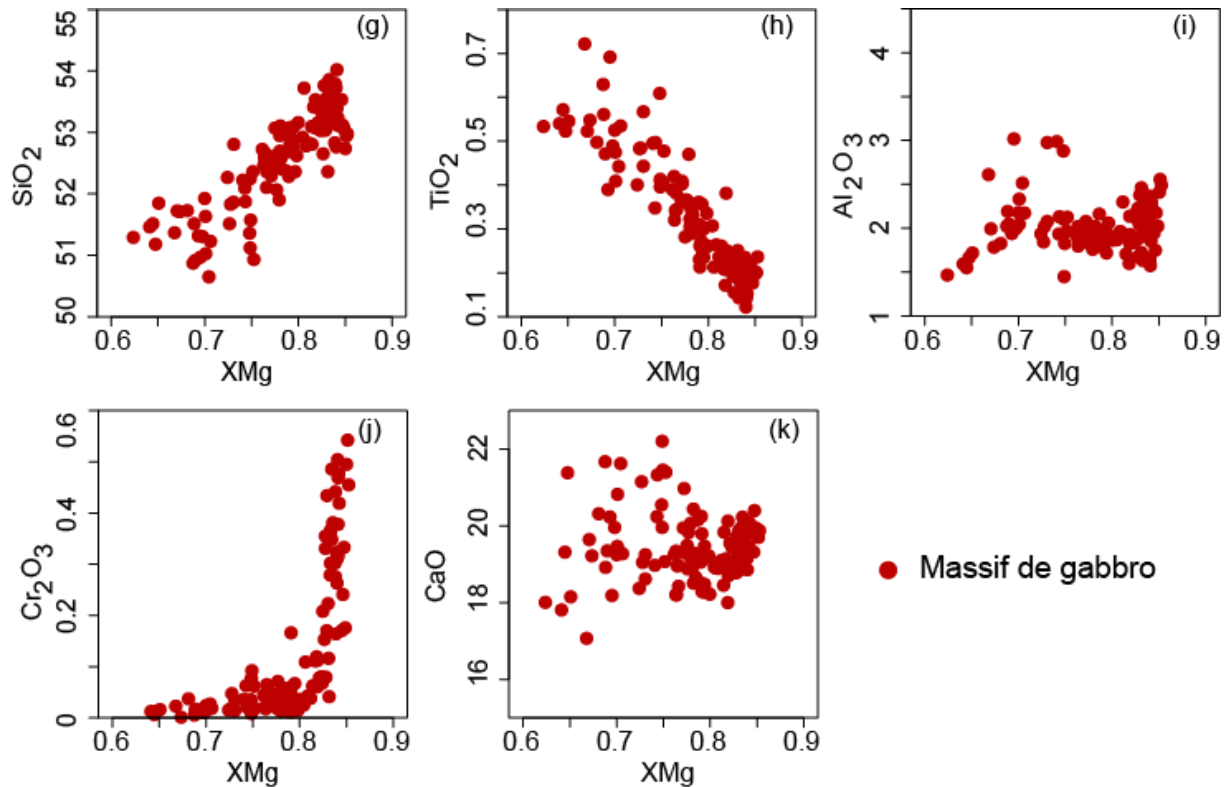 (g)
SiO2
50 51 52 53 54 55
0.6 0.7 0.8 0.9
XMg
(h)
TiO2
0.1 0.3 0.5 0.7
0.6 0.7 0.8 0.9
XMg
(i)
Al2O3
1 2 3 4
0.6 0.7 0.8 0.9
XMg
(j)
Cr2O3
0 0.2 0.4 0.6
0.6 0.7 0.8 0.9
XMg
(k)
CaO
16 18 20 22
0.6 0.7 0.8 0.9
XMg
Massif de gabbro